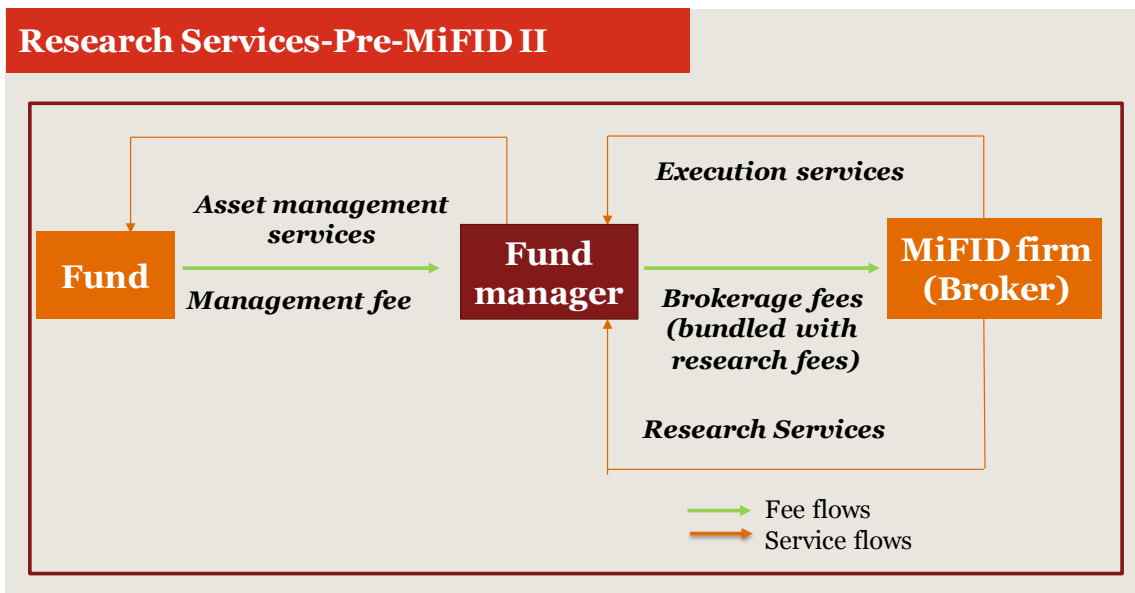 Research Services-Pre-MiFID II
Execution services
Asset management
services
Fund
Fund
manager
MiFID firm
(Broker)
Management fee
Brokerage fees
(bundled with
research fees)
Research Services
Fee flows
Service flows